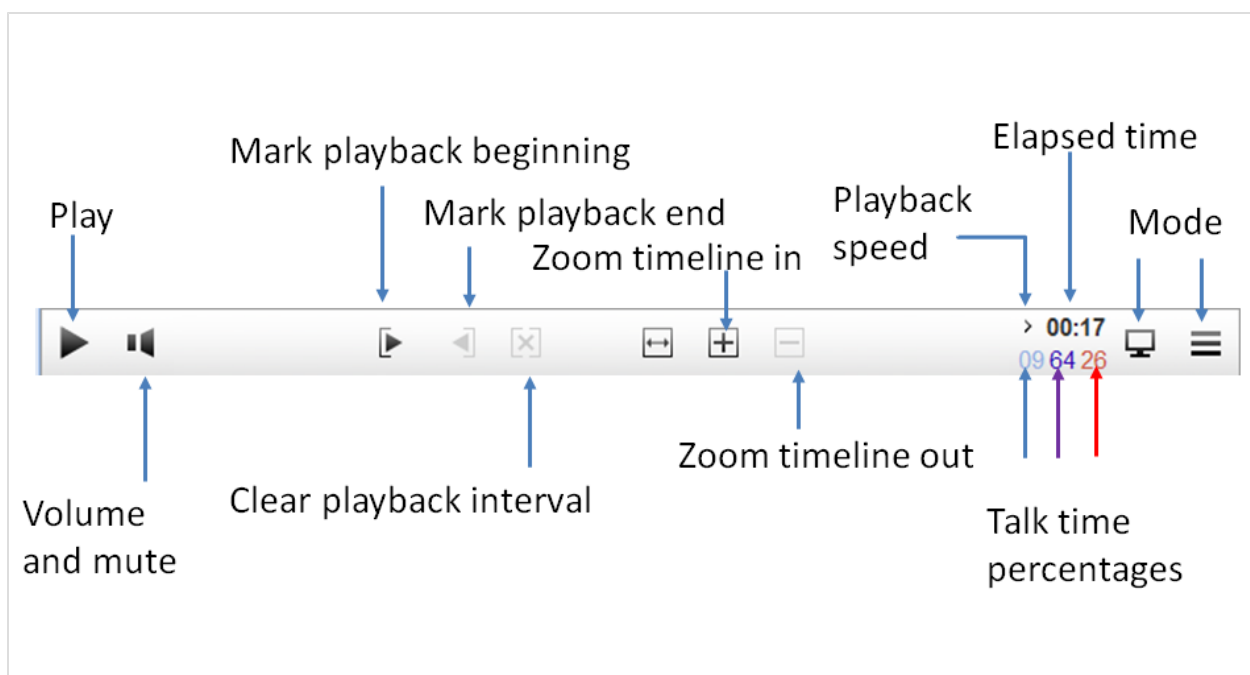 Elapsed time
Mark playback beginning
Playback
speed
Play
Mark playback end
Mode
Zoom timeline in
> 00:17
09 64 26
Zoom timeline out
Clear playback interval
Volume
and mute
Talk time
percentages